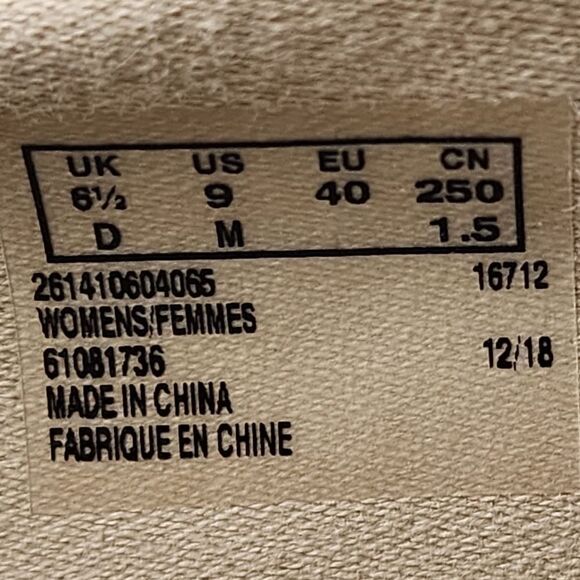 UK US EU CN
6½ 9 40 250
D M 1.5
261410604065 16712
WOMENS/FEMMES
61081736 12/18
MADE IN CHINA
FABRIQUE EN CHINE